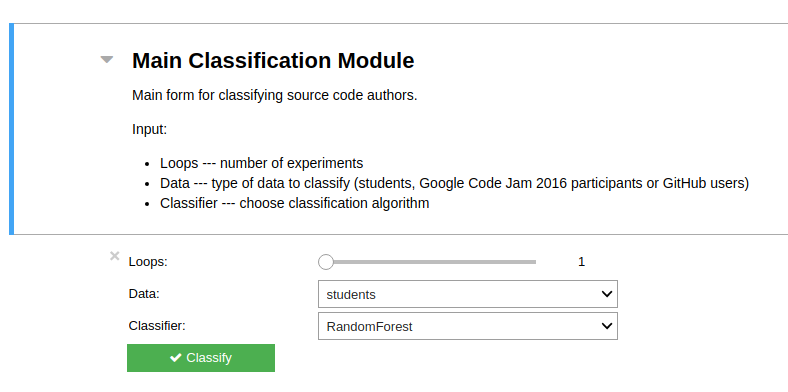 Main Classification Module
Main form for classifying source code authors.
Input:
• Loops --- number of experiments
• Data --- type of data to classify (students, Google Code Jam 2016 participants or GitHub users)
• Classifier --- choose classification algorithm
Loops: 1
Data: students
Classifier: RandomForest
Classify